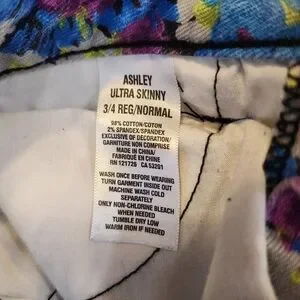 ASHLEY
ULTRA SKINNY
3/4 REG/NORMAL
98% COTTON/COTON
2% SPANDEX/SPANDEX
EXCLUSIVE OF DECORATION/
GARNITURE NON COMPRISE
MADE IN CHINA/
FABRIQUÉ EN CHINE
RN 121726 CA 53201
WASH ONCE BEFORE WEARING
TURN GARMENT INSIDE OUT
MACHINE WASH COLD
SEPARATELY
ONLY NON-CHLORINE BLEACH
WHEN NEEDED
TUMBLE DRY LOW
WARM IRON IF NEEDED